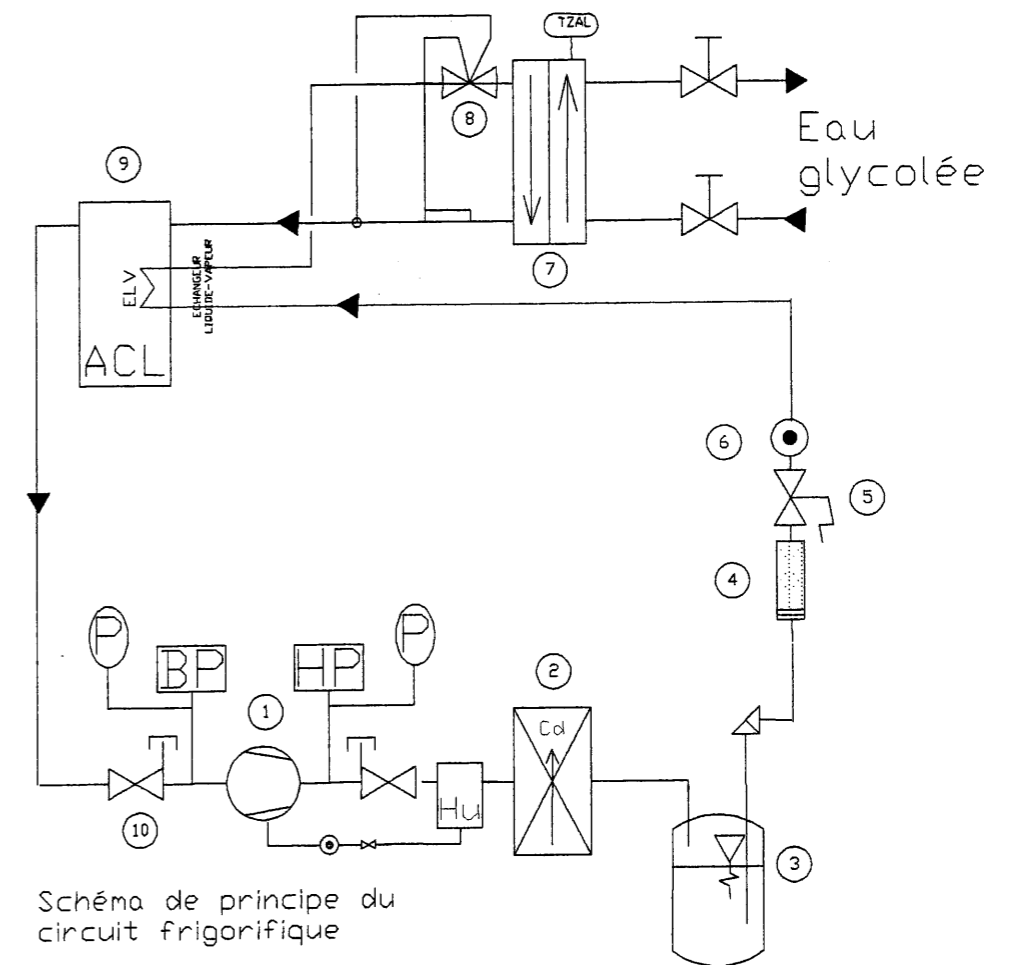 TZAL
8
Eau
glycolée
9
7
ELV
ECHANGEUR
LIQUIDE-VAPEUR
ACL
6
5
4
P
P
BP
HP
1
2
Cd
10
Hu
3
Schéma de principe du
circuit frigorifique